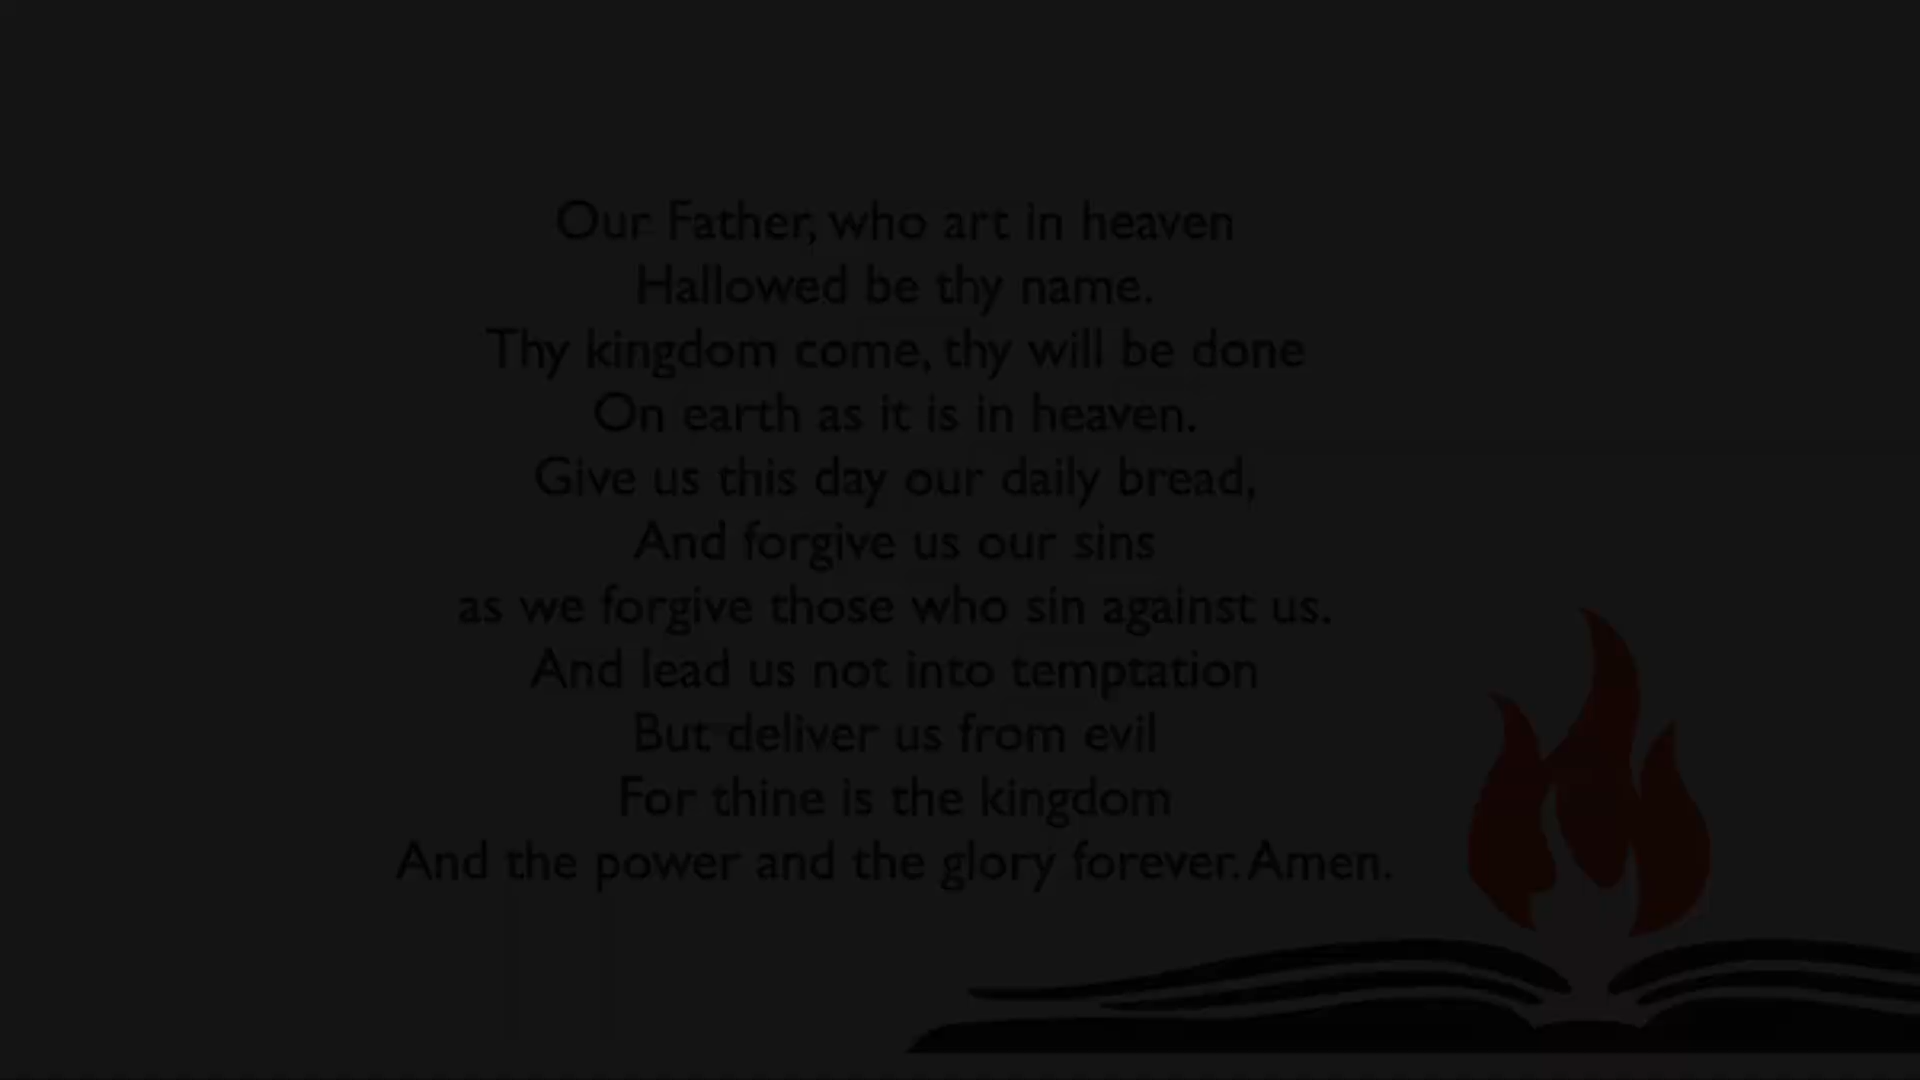 Our Father, who art in heaven
Hallowed be thy name.
Thy kingdom come, thy will be done
On earth as it is in heaven.
Give us this day our daily bread,
And forgive us our sins
as we forgive those who sin against us.
And lead us not into temptation
But deliver us from evil
For thine is the kingdom
And the power and the glory forever. Amen.